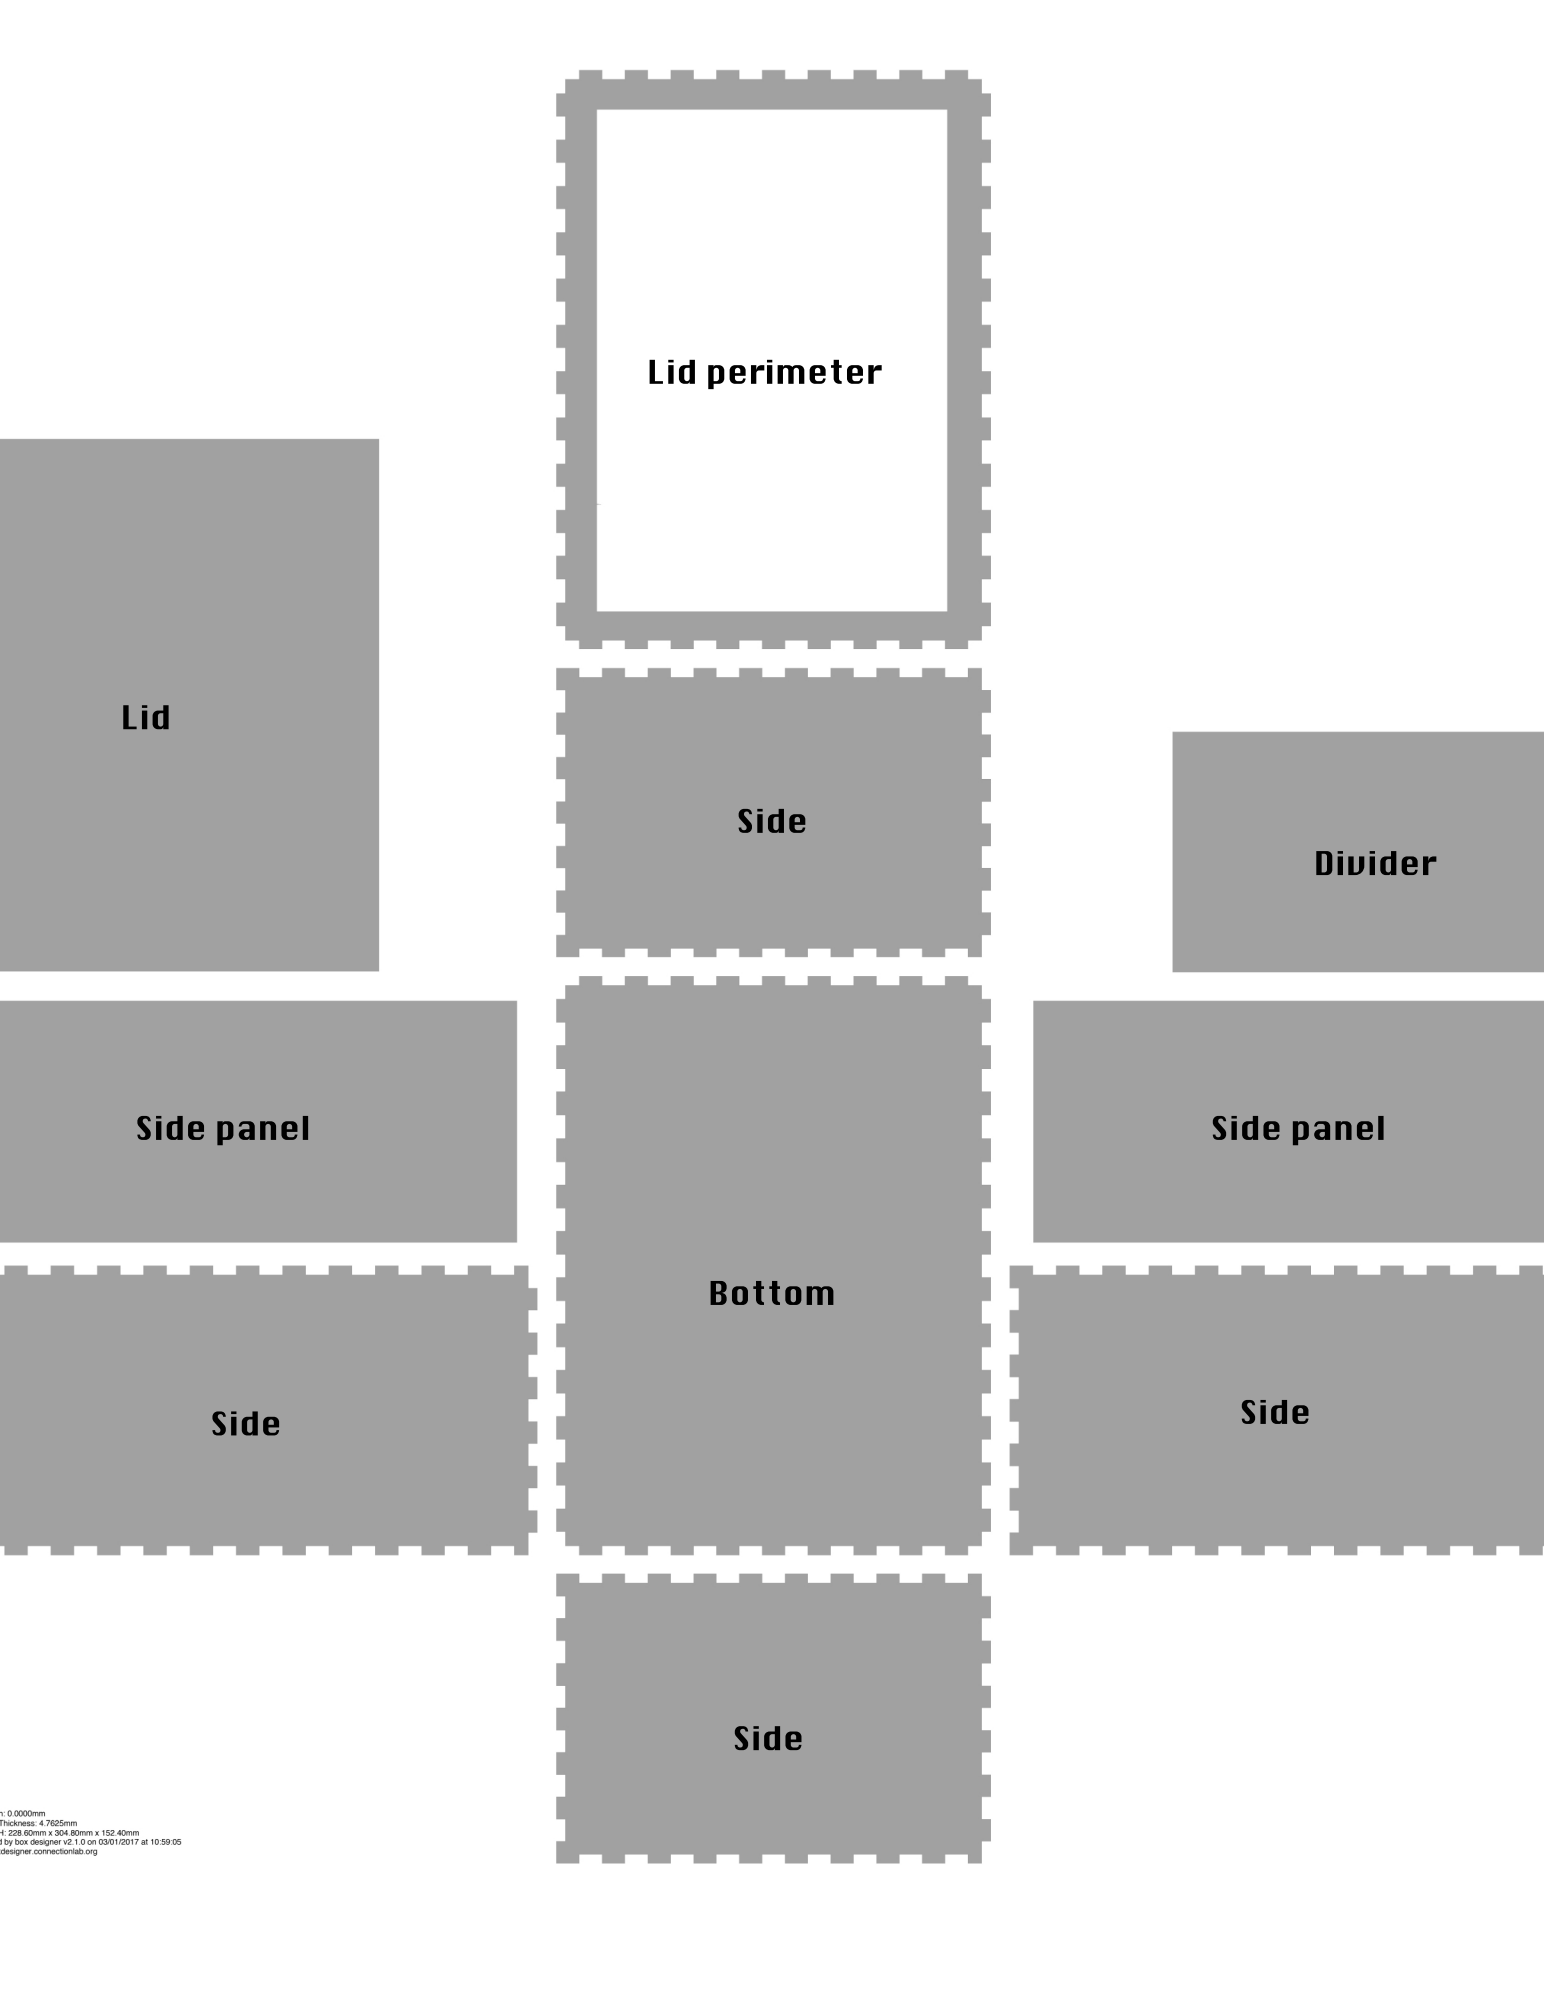 Lid perimeter
Lid
Side
Divider
Side panel
Side panel
Bottom
Side
Side
Side
n: 0.0000mm
Thickness: 4.7625mm
H: 228.60mm x 304.80mm x 152.40mm
d by box designer v2.1.0 on 03/01/2017 at 10:59:05
designer.connectionlab.org